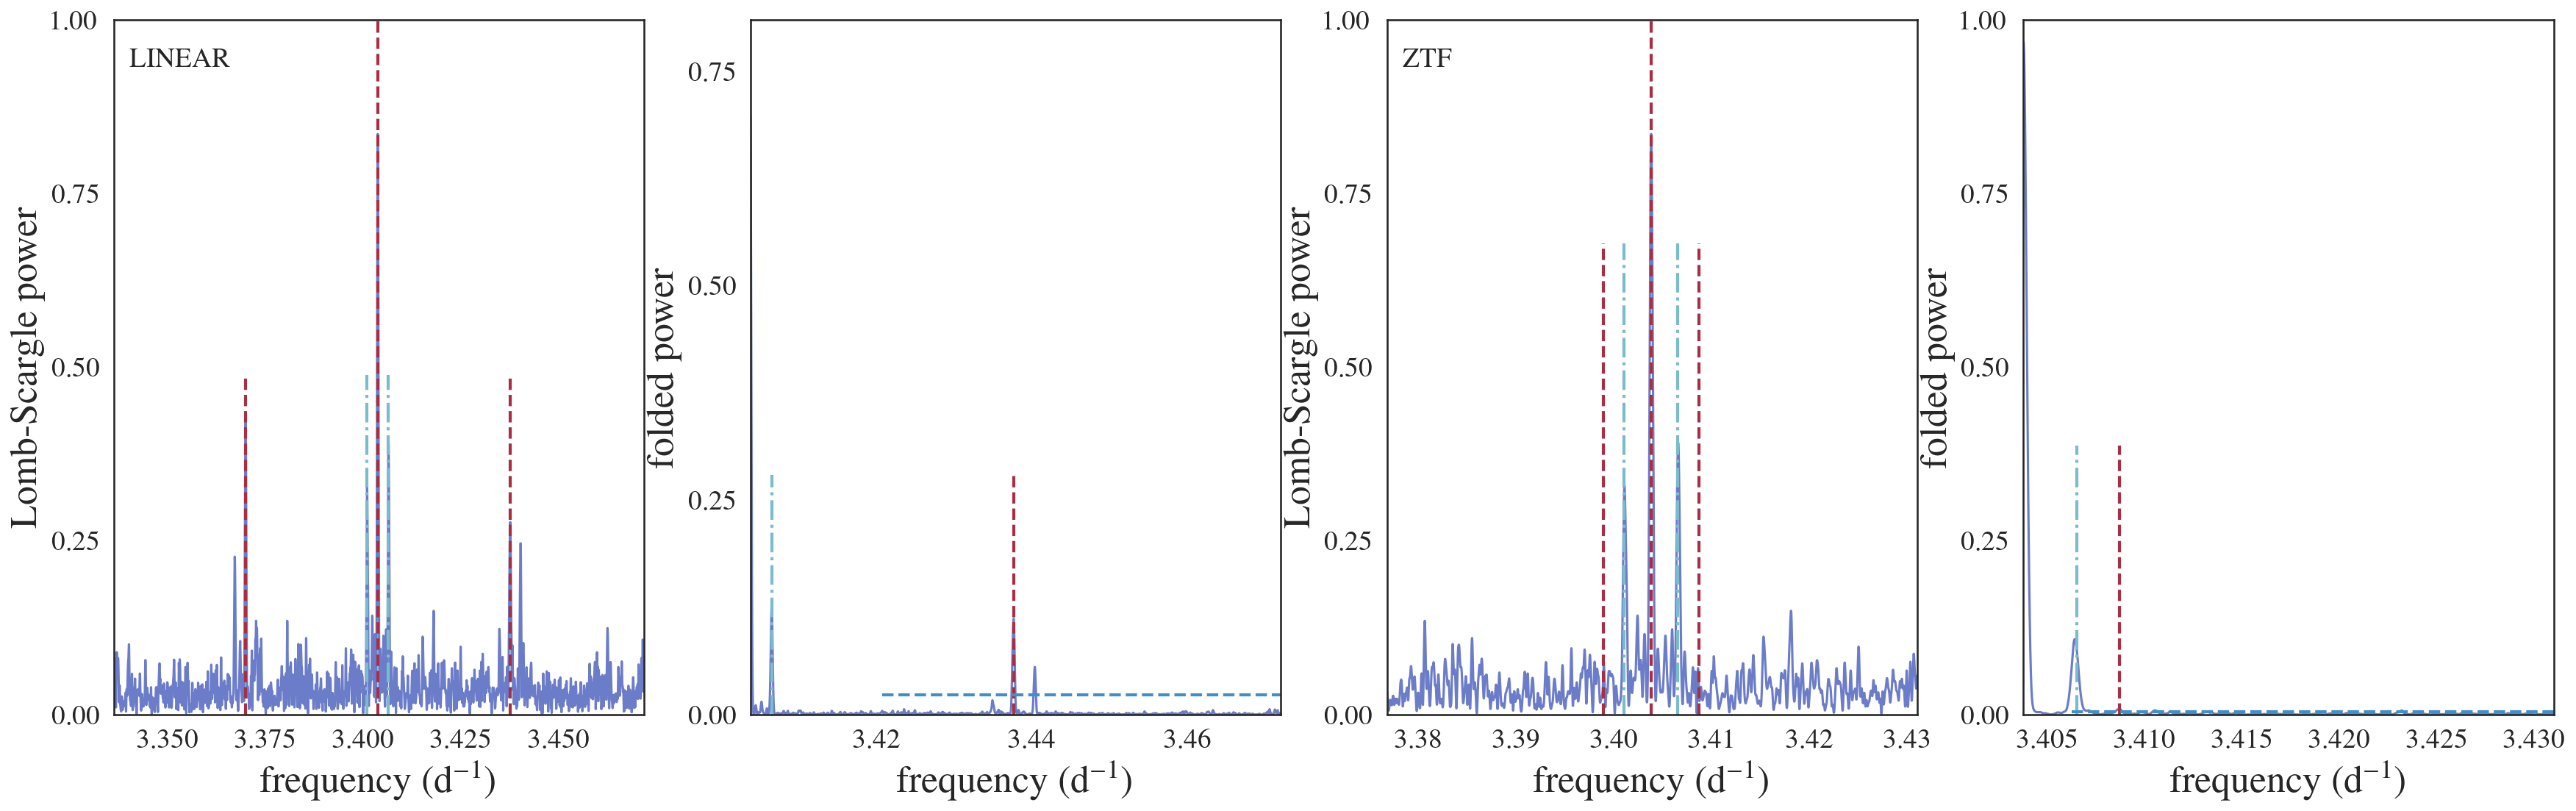 LINEAR
1.00
0.75
0.50
0.25
0.00
Lomb-Scargle power
3.350 3.375 3.400 3.425 3.450
frequency (d⁻¹)
0.75
0.50
0.25
0.00
folded power
3.42 3.44 3.46
frequency (d⁻¹)
ZTF
1.00
0.75
0.50
0.25
0.00
Lomb-Scargle power
3.38 3.39 3.40 3.41 3.42 3.43
frequency (d⁻¹)
1.00
0.75
0.50
0.25
0.00
folded power
3.405 3.410 3.415 3.420 3.425 3.430
frequency (d⁻¹)